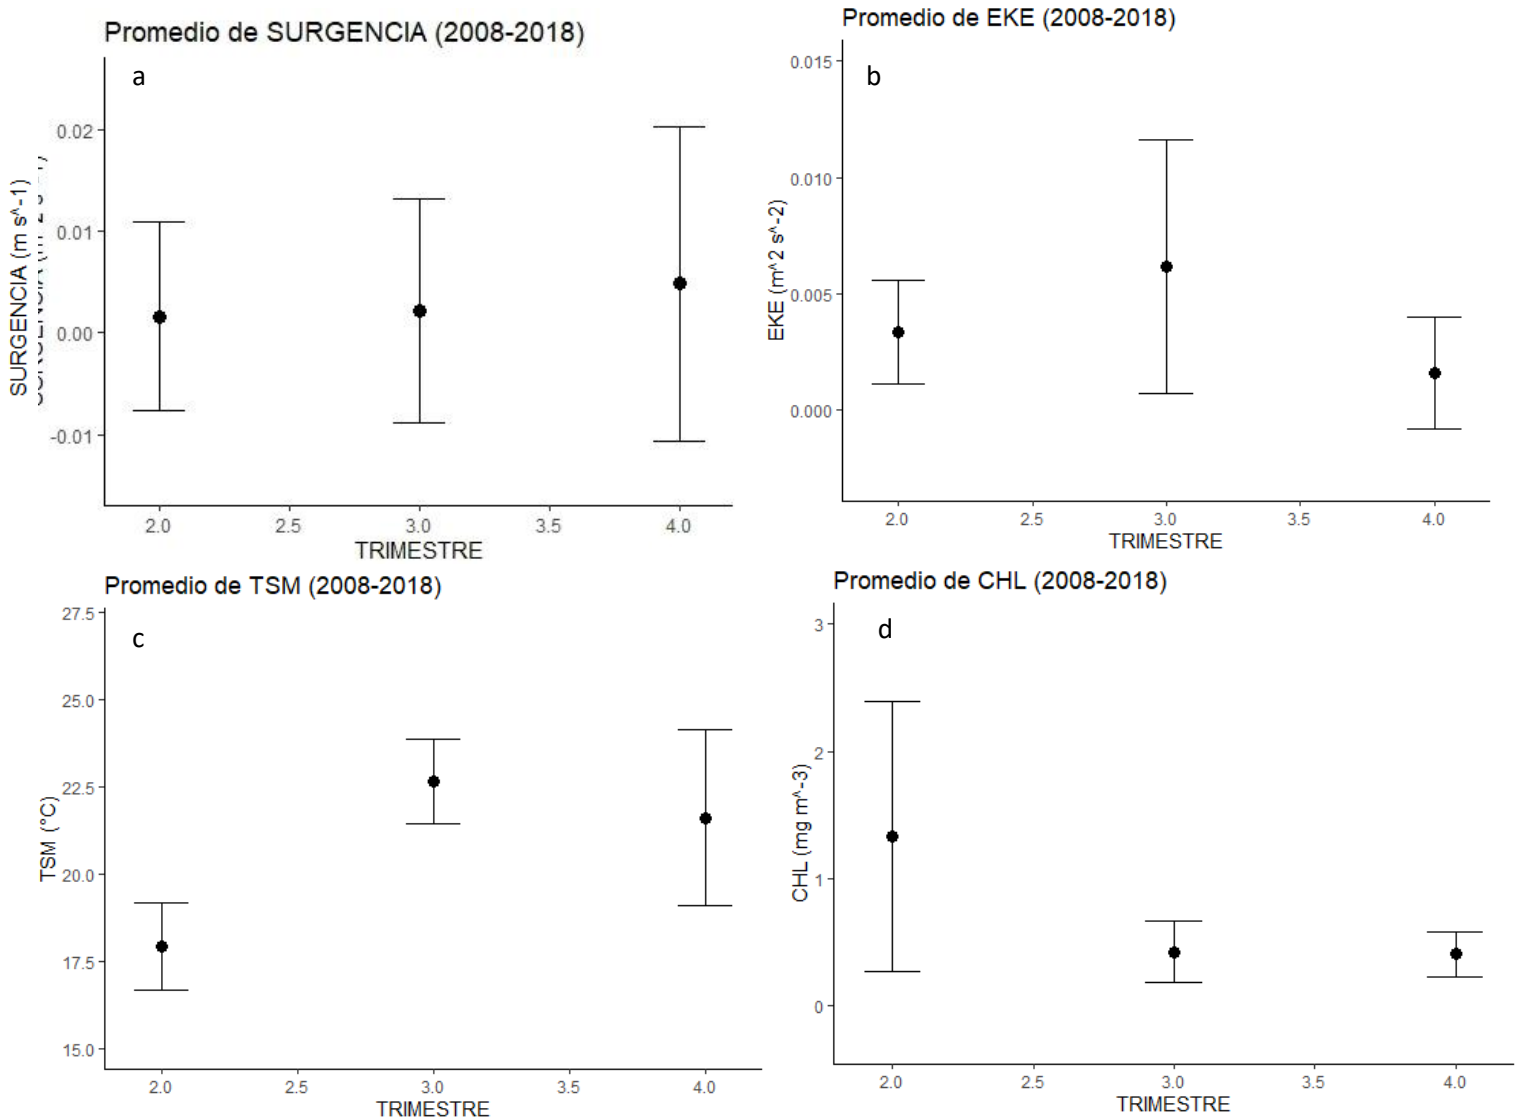 Promedio de SURGENCIA (2008-2018)
a
0.02
0.01
0.00
-0.01
SURGENCIA (m s^-1)
2.0 2.5 3.0 3.5 4.0
TRIMESTRE
Promedio de EKE (2008-2018)
b
0.015
0.010
0.005
0.000
EKE (m^2 s^-2)
2.0 2.5 3.0 3.5 4.0
TRIMESTRE
Promedio de TSM (2008-2018)
c
27.5
25.0
22.5
20.0
17.5
15.0
TSM (°C)
2.0 2.5 3.0 3.5 4.0
TRIMESTRE
Promedio de CHL (2008-2018)
d
3
2
1
0
CHL (mg m^-3)
2.0 2.5 3.0 3.5 4.0
TRIMESTRE